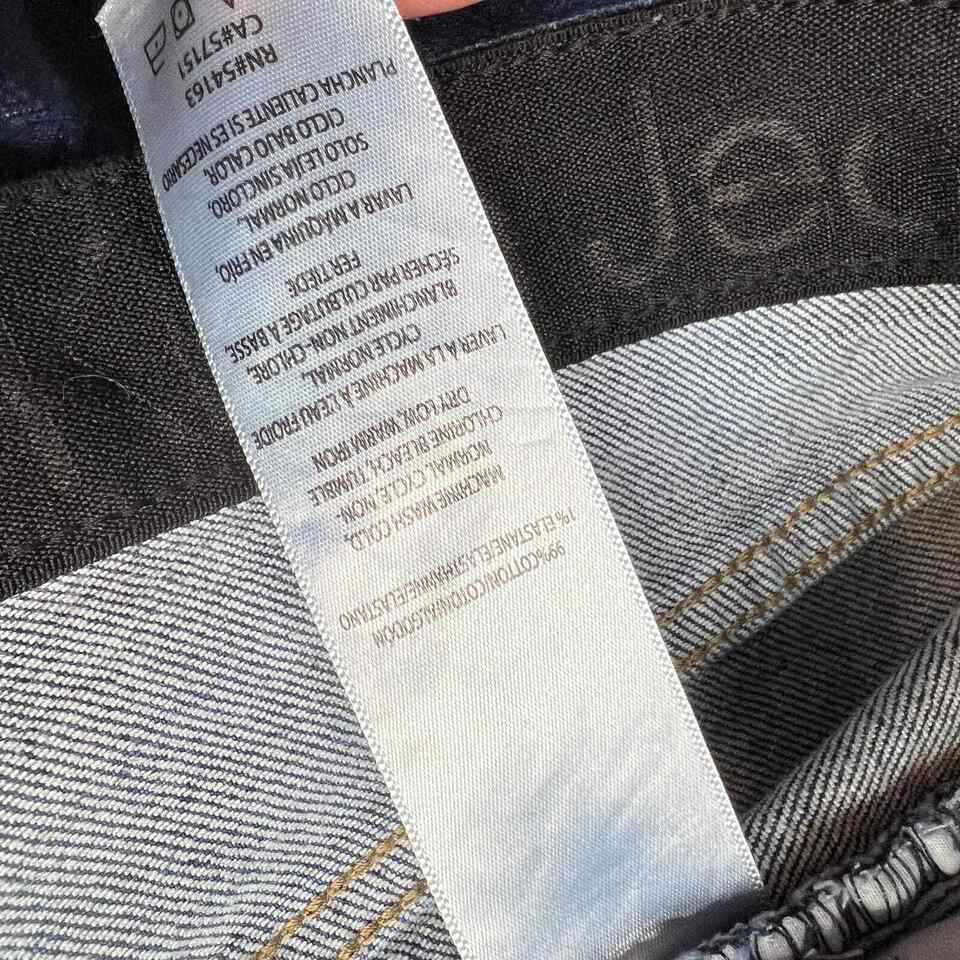 99% COTTON/COTON/ALGODON
1% ELASTANE/ELASTHANNE/ELASTANO
MACHINE WASH COLD,
NORMAL CYCLE, NON-
CHLORINE BLEACH, TUMBLE
DRY LOW, WARM IRON
LAVER A LA MACHINE A L'EAU FROIDE
CYCLE NORMAL,
BLANCHIMENT NON-CHLORE,
SÉCHER PAR CULBUTAGE À BASSE,
FER TIÈDE
LAVAR A MÁQUINA EN FRÍO,
CICLO NORMAL,
SOLO LEJÍA SIN CLORO,
CICLO BAJO CALOR,
PLANCHA CALIENTE SI ES NECESARIO
RN#54163
CA#57151